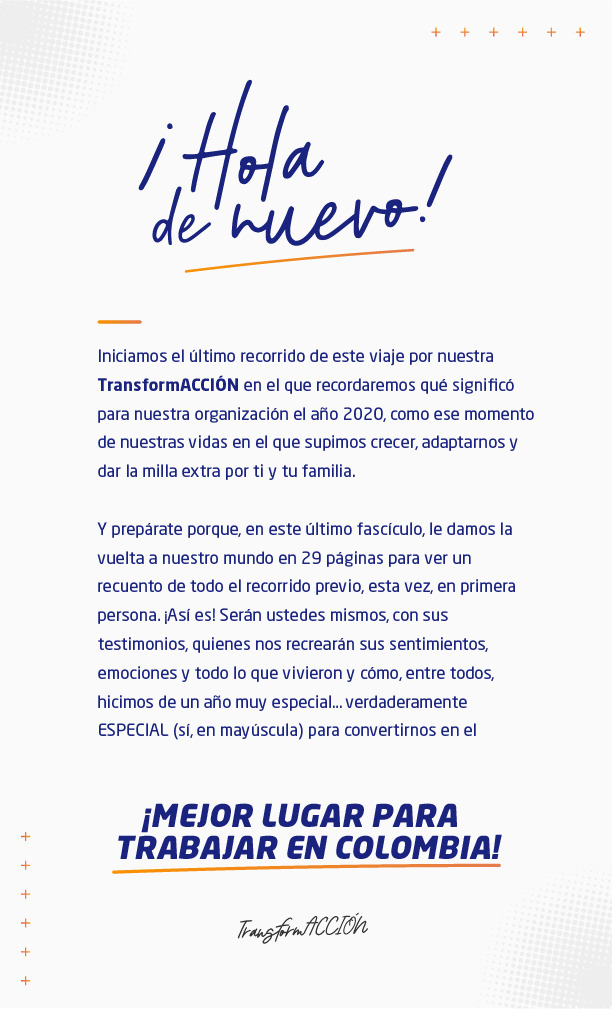 ¡Hola
de nuevo!
Iniciamos el último recorrido de este viaje por nuestra
TransformACCIÓN en el que recordaremos qué significó
para nuestra organización el año 2020, como ese momento
de nuestras vidas en el que supimos crecer, adaptarnos y
dar la milla extra por ti y tu familia.
Y prepárate porque, en este último fascículo, le damos la
vuelta a nuestro mundo en 29 páginas para ver un
recuento de todo el recorrido previo, esta vez, en primera
persona. ¡Así es! Serán ustedes mismos, con sus
testimonios, quienes nos recrearán sus sentimientos,
emociones y todo lo que vivieron y cómo, entre todos,
hicimos de un año muy especial... verdaderamente
ESPECIAL (sí, en mayúscula) para convertirnos en el
¡MEJOR LUGAR PARA
TRABAJAR EN COLOMBIA!
TransformACCIÓN